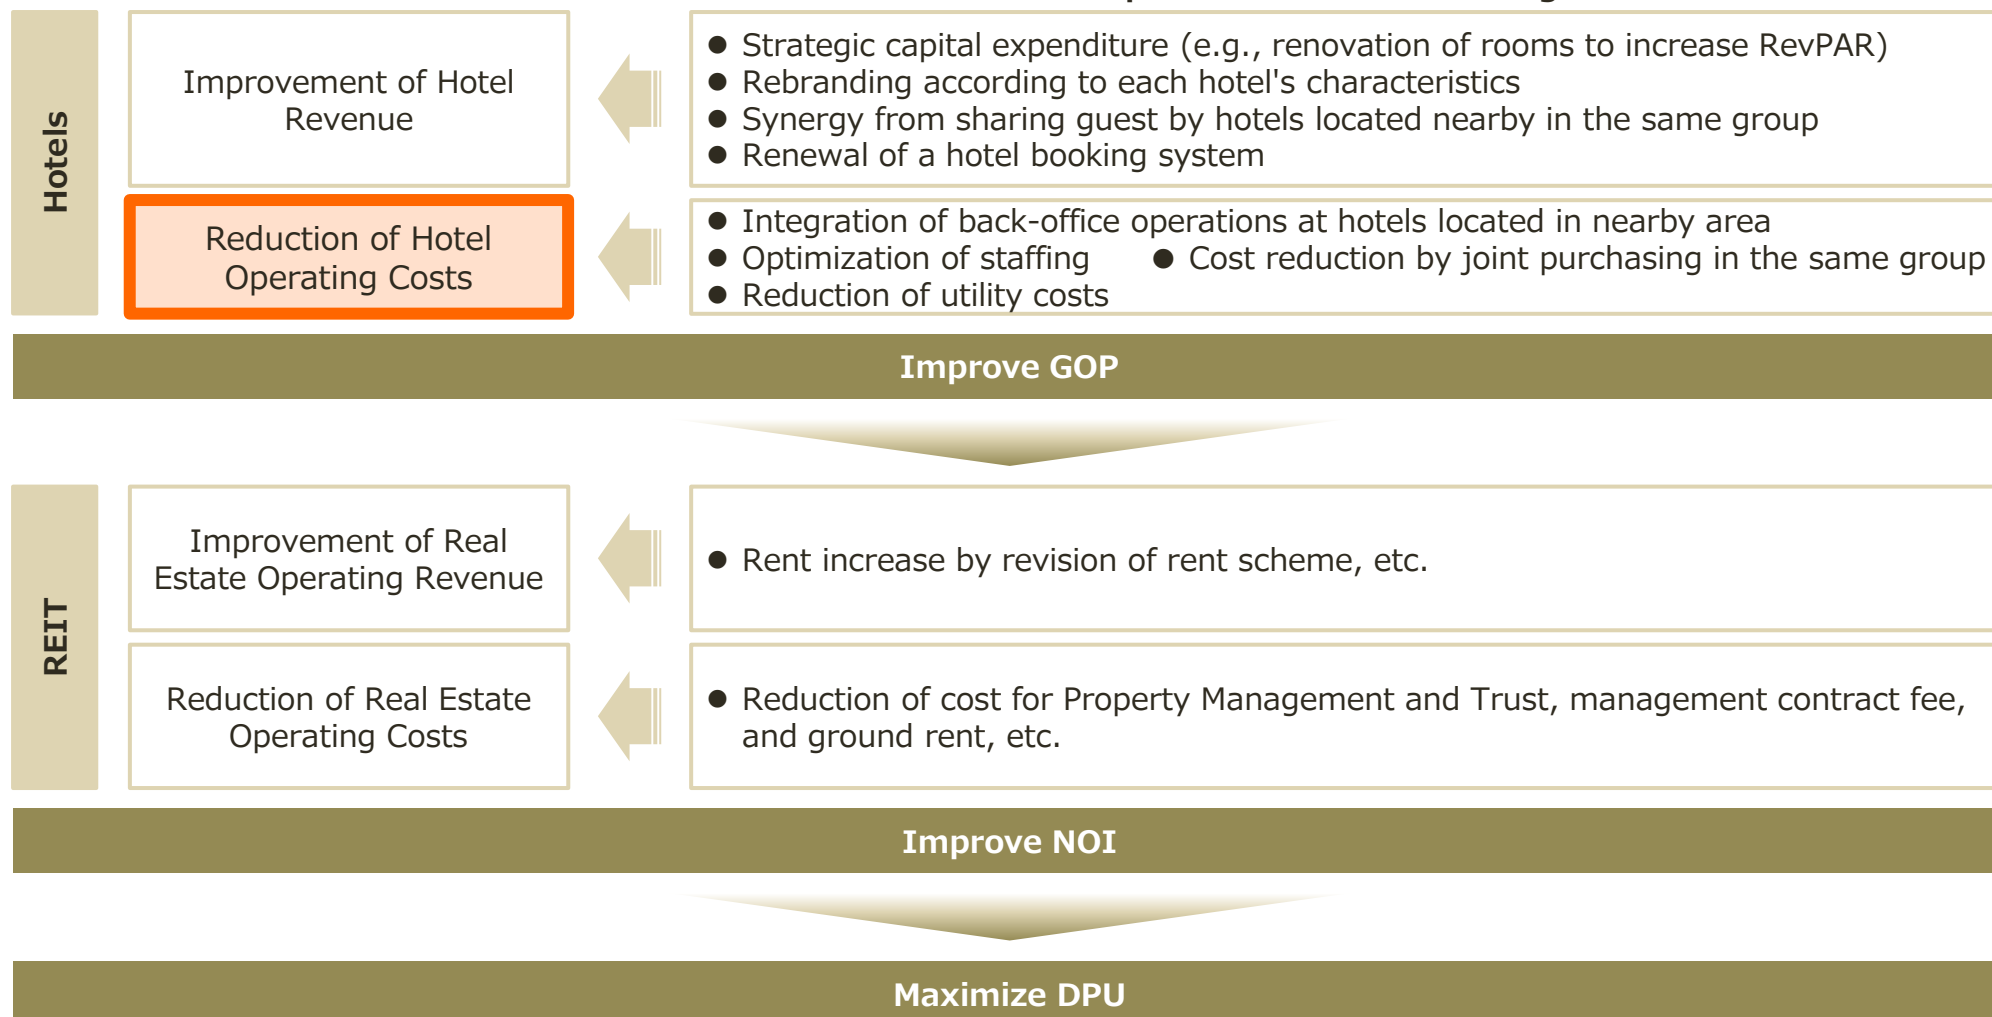 Hotels
Improvement of Hotel
Revenue
● Strategic capital expenditure (e.g., renovation of rooms to increase RevPAR)
● Rebranding according to each hotel's characteristics
● Synergy from sharing guest by hotels located nearby in the same group
● Renewal of a hotel booking system
Reduction of Hotel
Operating Costs
● Integration of back-office operations at hotels located in nearby area
● Optimization of staffing ● Cost reduction by joint purchasing in the same group
● Reduction of utility costs
Improve GOP
REIT
Improvement of Real
Estate Operating Revenue
● Rent increase by revision of rent scheme, etc.
Reduction of Real Estate
Operating Costs
● Reduction of cost for Property Management and Trust, management contract fee,
and ground rent, etc.
Improve NOI
Maximize DPU